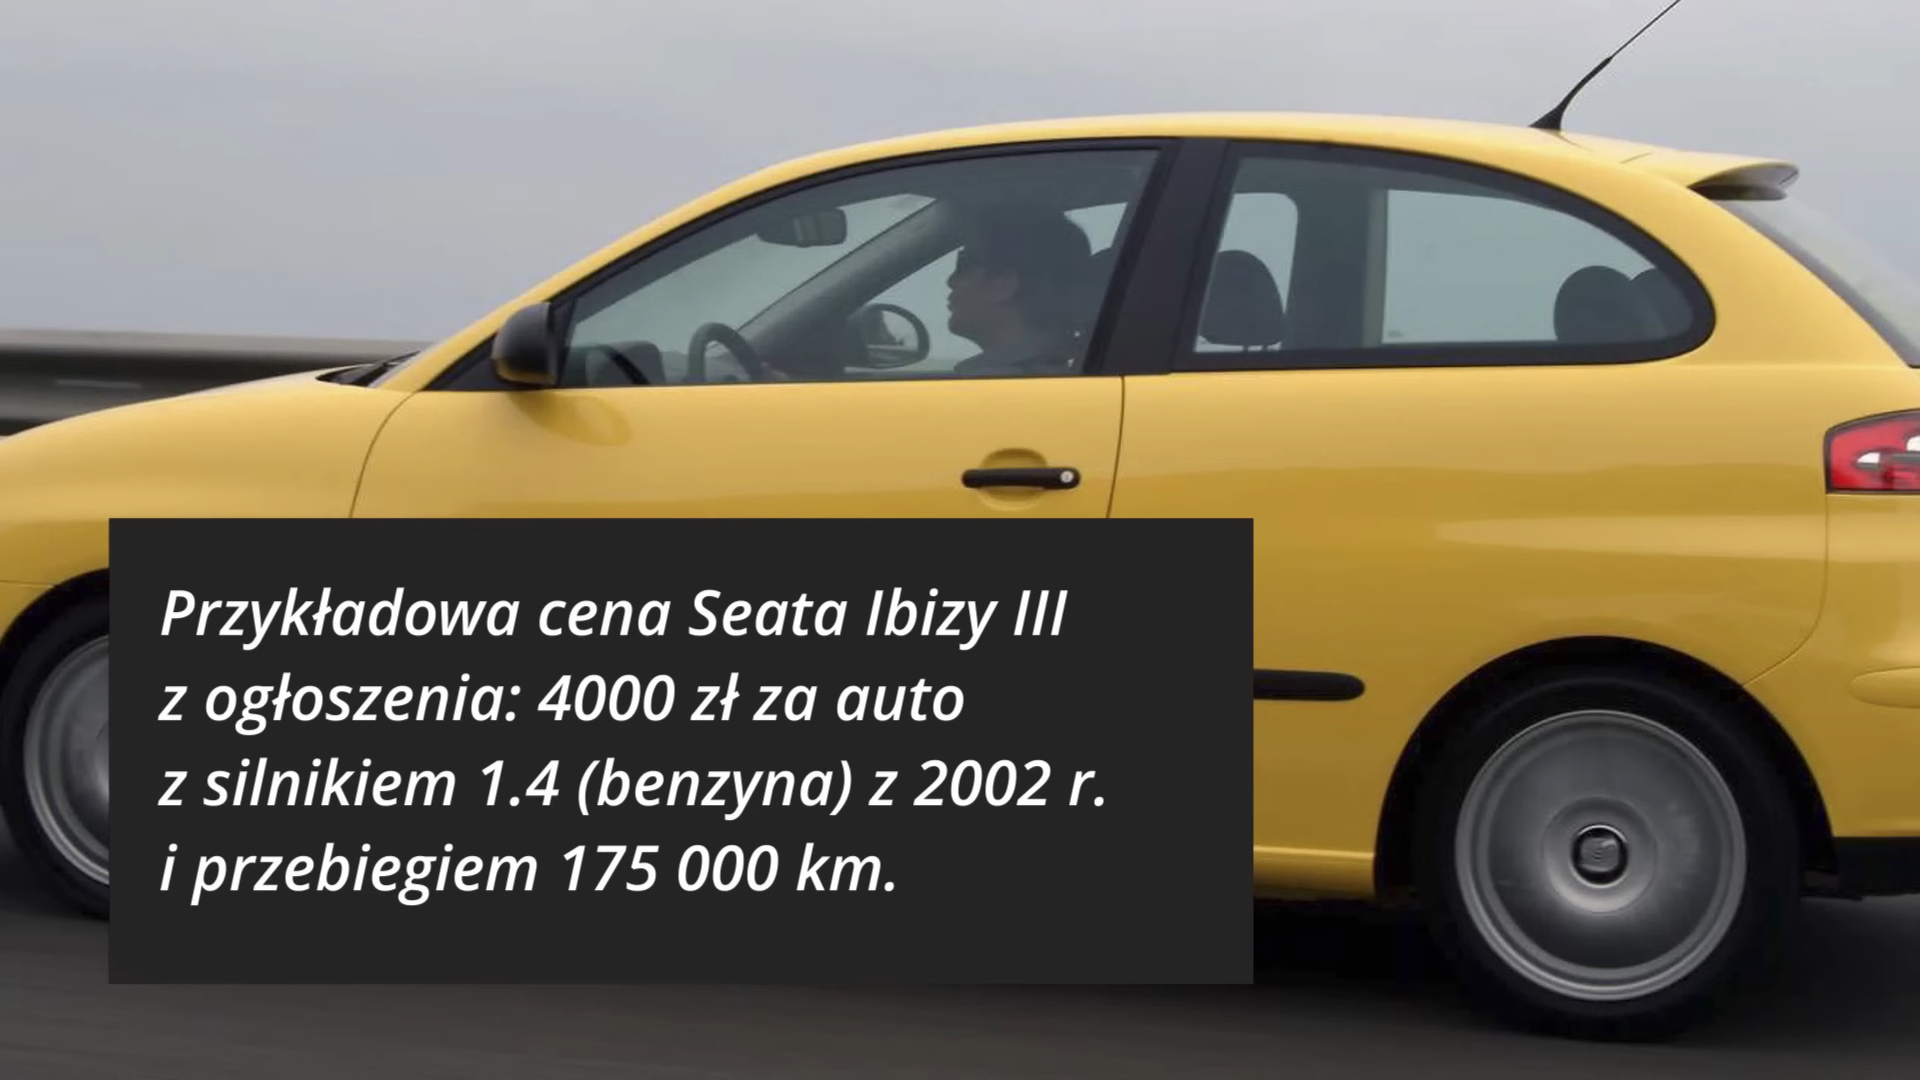 Przykładowa cena Seata Ibizy III
z ogłoszenia: 4000 zł za auto
z silnikiem 1.4 (benzyna) z 2002 r.
i przebiegiem 175 000 km.